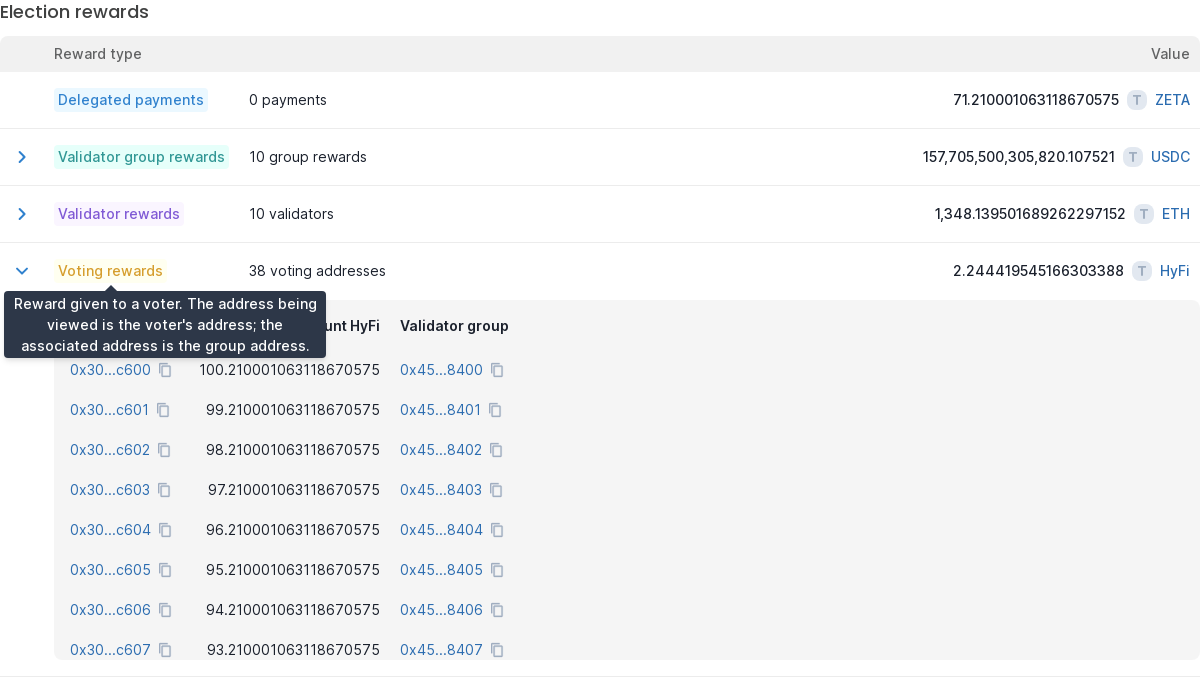 Election rewards
Reward type Value
Delegated payments 0 payments 71.210001063118670575 T ZETA
Validator group rewards 10 group rewards 157,705,500,305,820.107521 T USDC
Validator rewards 10 validators 1,348.139501689262297152 T ETH
Voting rewards 38 voting addresses 2.244419545166303388 T HyFi
Reward given to a voter. The address being
viewed is the voter's address; the
associated address is the group address.
unt HyFi Validator group
0x30...c600 100.210001063118670575 0x45...8400
0x30...c601 99.210001063118670575 0x45...8401
0x30...c602 98.210001063118670575 0x45...8402
0x30...c603 97.210001063118670575 0x45...8403
0x30...c604 96.210001063118670575 0x45...8404
0x30...c605 95.210001063118670575 0x45...8405
0x30...c606 94.210001063118670575 0x45...8406
0x30...c607 93.210001063118670575 0x45...8407